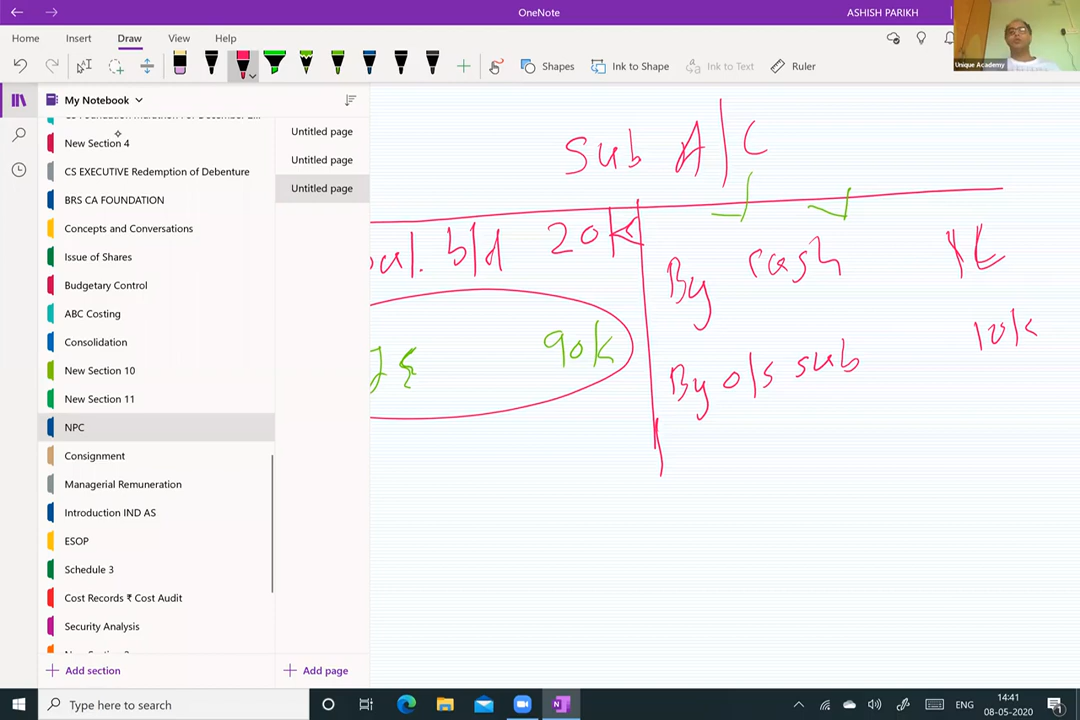 OneNote
ASHISH PARIKH
Home Insert Draw View Help
Shapes Ink to Shape Ink to Text Ruler
My Notebook
New Section 4
CS EXECUTIVE Redemption of Debenture
BRS CA FOUNDATION
Concepts and Conversations
Issue of Shares
Budgetary Control
ABC Costing
Consolidation
New Section 10
New Section 11
NPC
Consignment
Managerial Remuneration
Introduction IND AS
ESOP
Schedule 3
Cost Records ₹ Cost Audit
Security Analysis
Add section
Untitled page
Untitled page
Untitled page
Add page
Sub A/C
bal. b/d 20K
90K
By cash
By o/s sub
10K
Unique Academy
Type here to search
ENG
14:41
08-05-2020